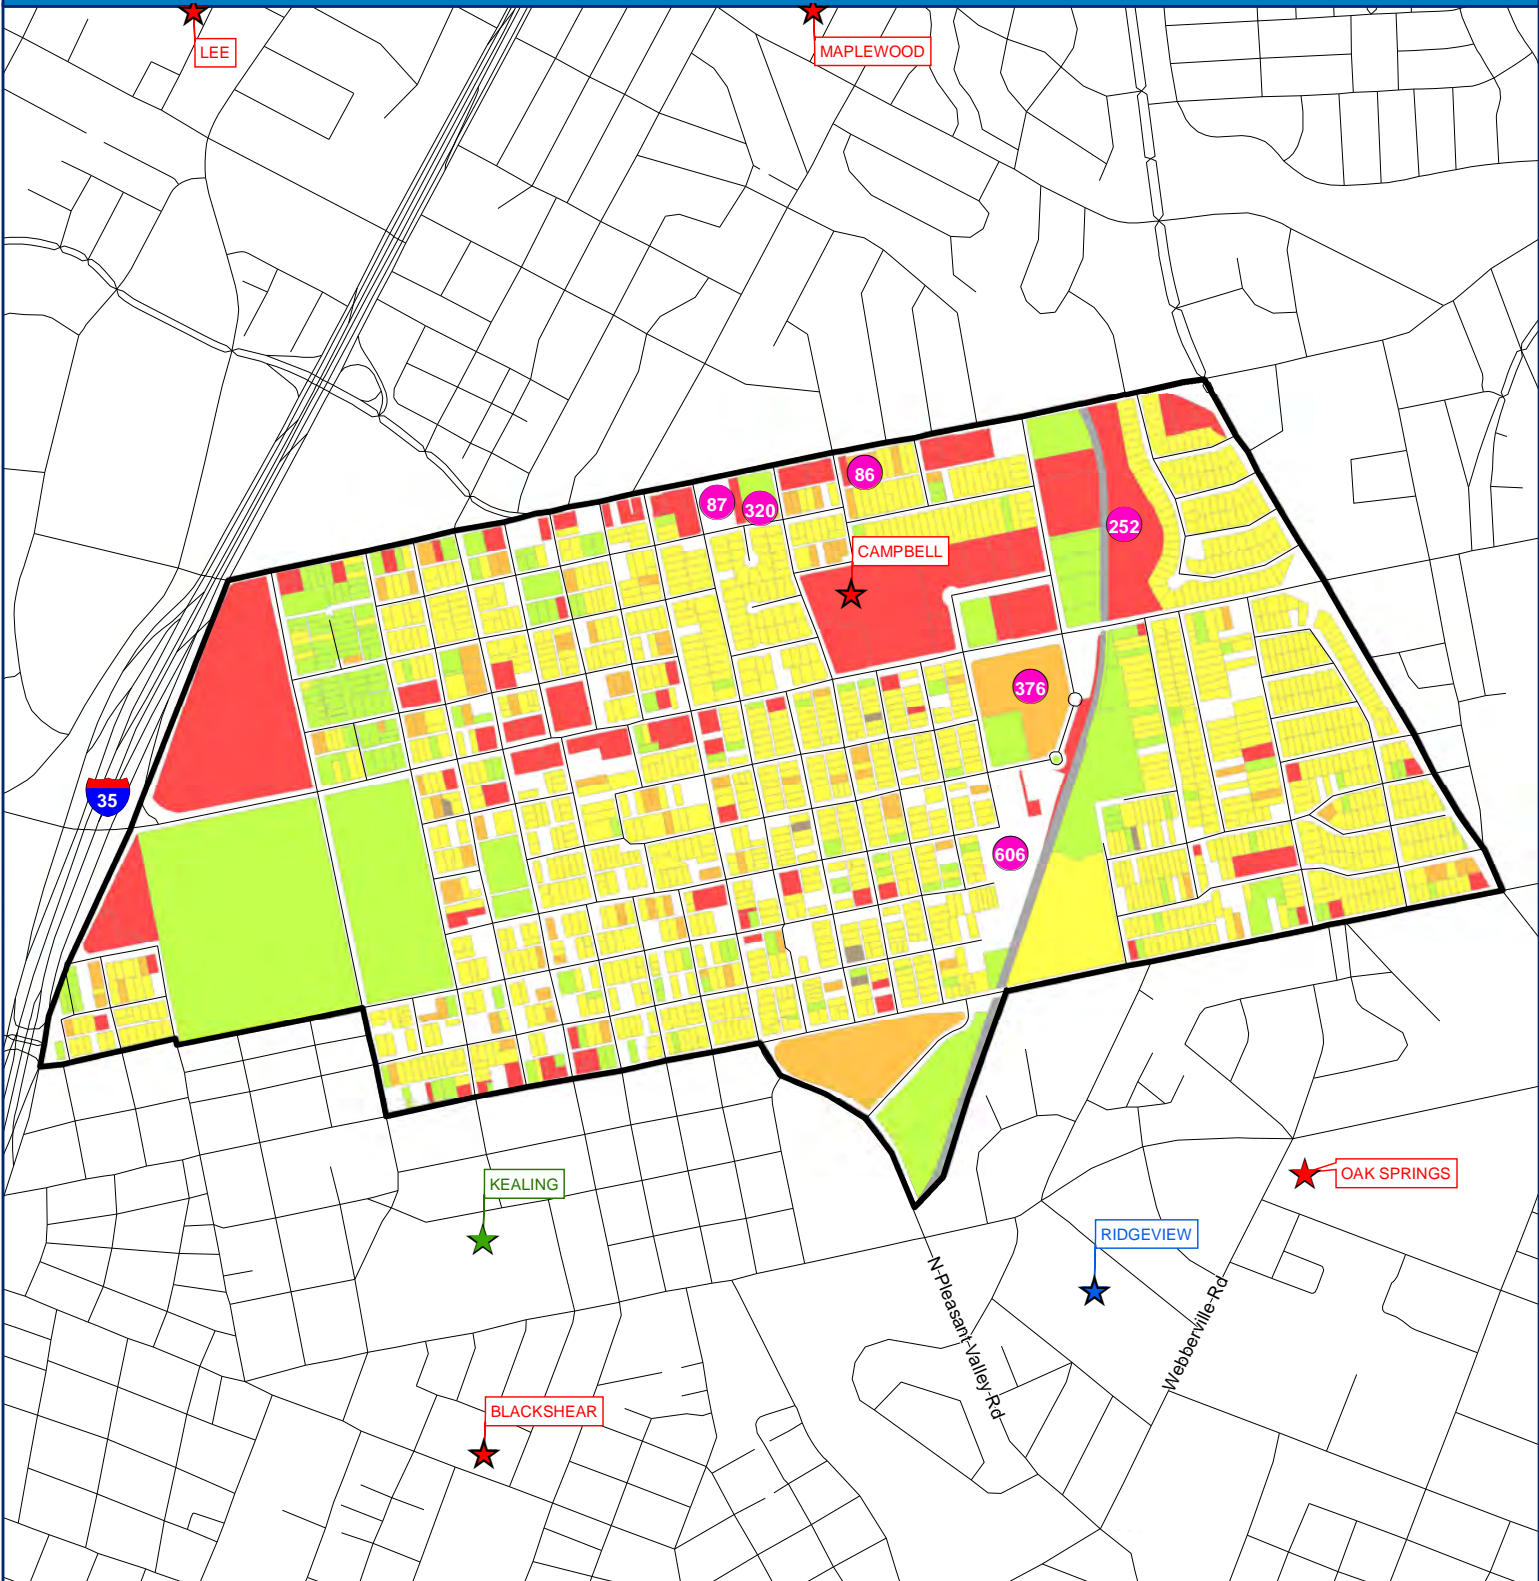 LEE
MAPLEWOOD
86
87
320
252
CAMPBELL
376
35
606
KEALING
OAK SPRINGS
RIDGEVIEW
N-Pleasant-Valley-Rd
Webberville-Rd
BLACKSHEAR